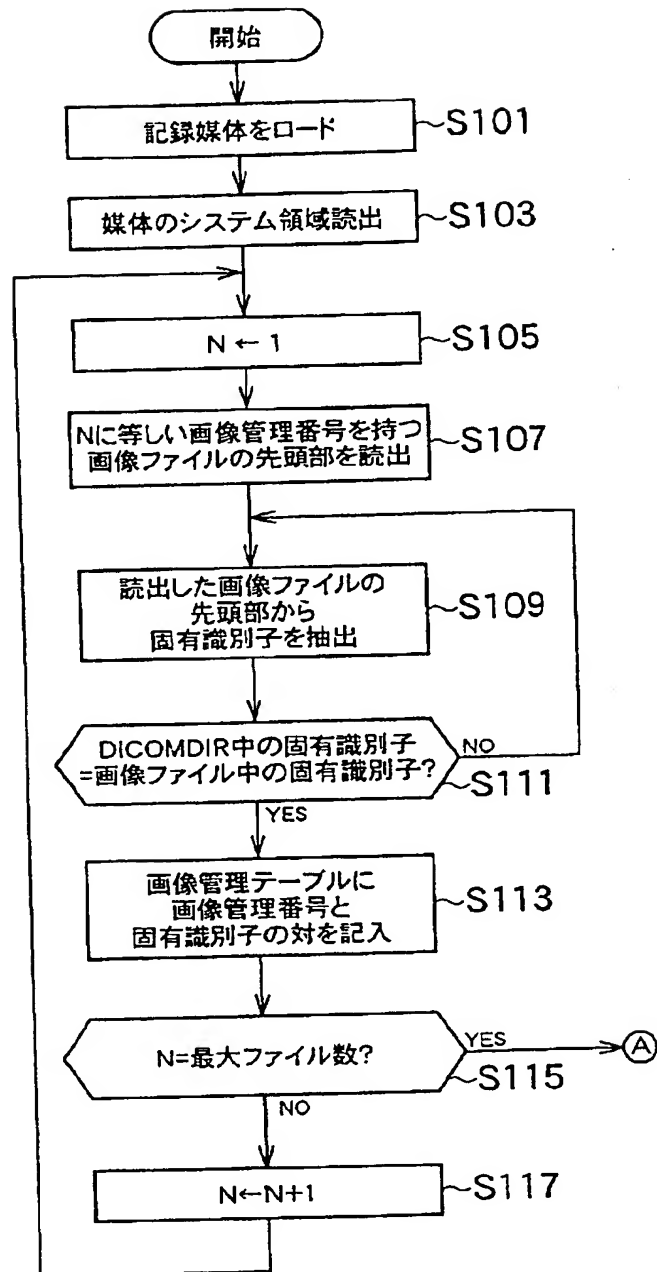 開始
記録媒体をロード
S101
媒体のシステム領域読出
S103
N←1
S105
Nに等しい画像管理番号を持つ
画像ファイルの先頭部を読出
S107
読出した画像ファイルの
先頭部から
固有識別子を抽出
S109
DICOMDIR中の固有識別子
=画像ファイル中の固有識別子?
NO
S111
YES
画像管理テーブルに
画像管理番号と
固有識別子の対を記入
S113
N=最大ファイル数?
YES
A
S115
NO
N←N+1
S117